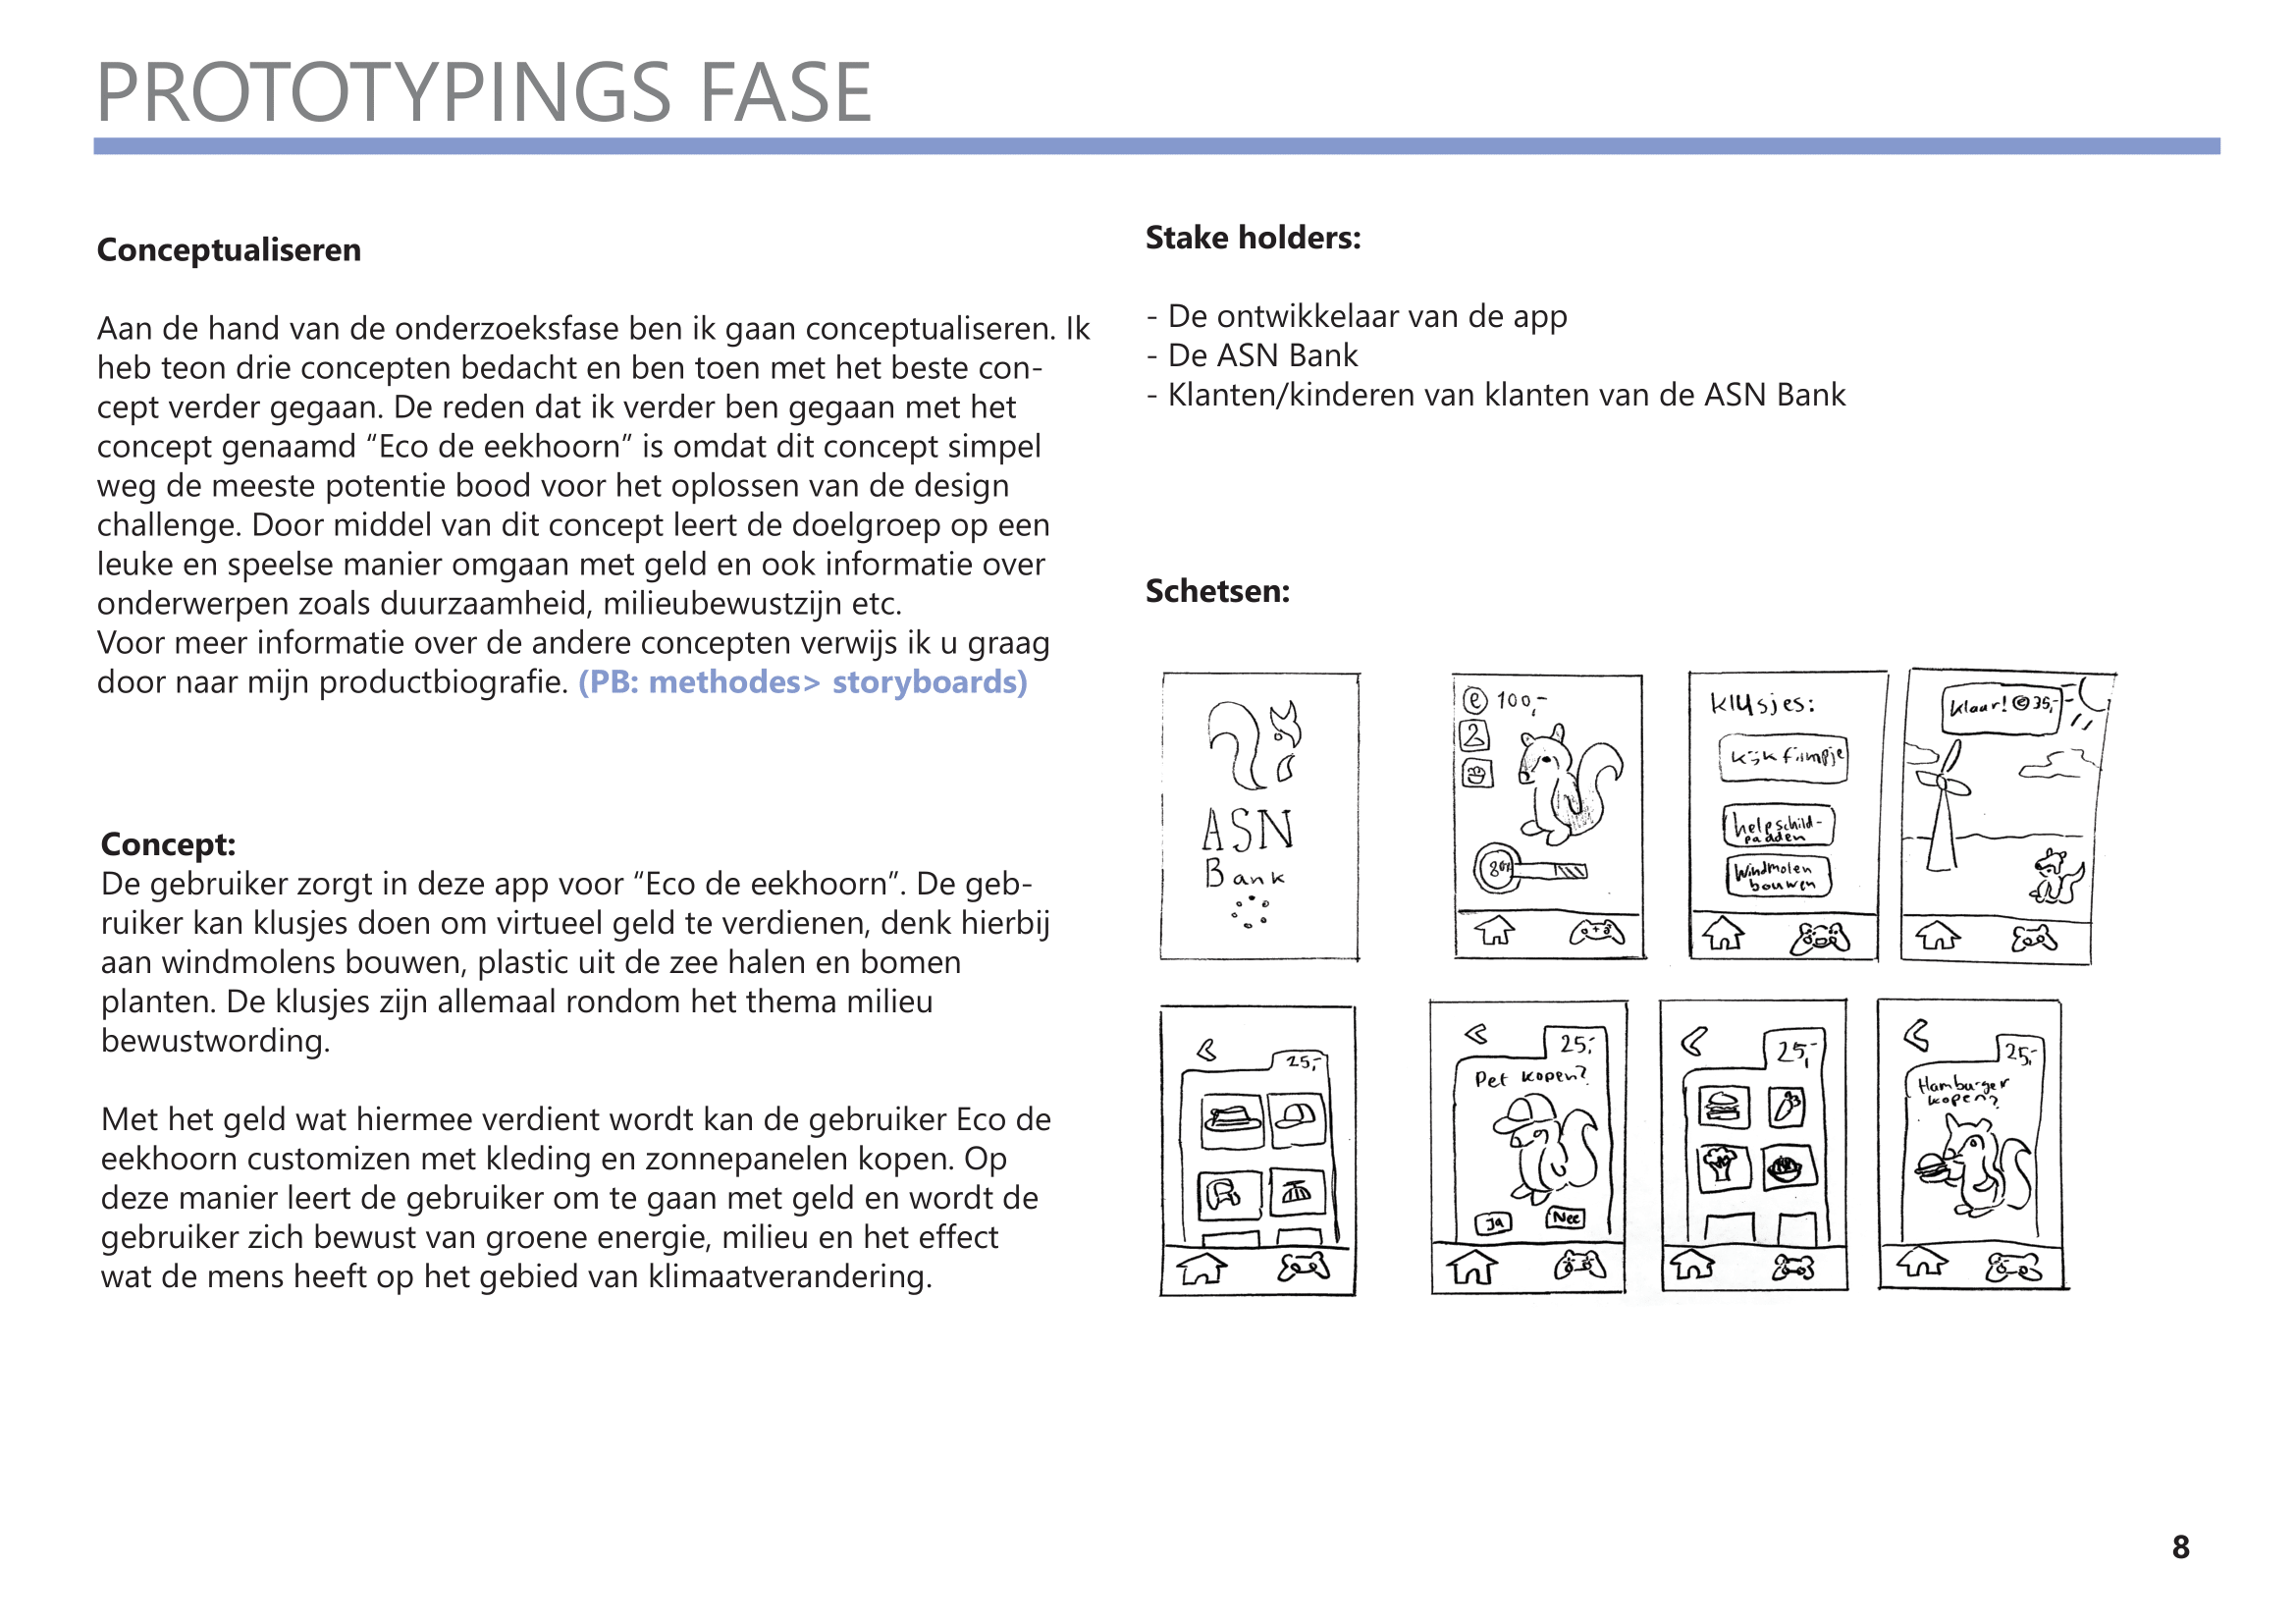 PROTOTYPINGS FASE
Conceptualiseren
Aan de hand van de onderzoeksfase ben ik gaan conceptualiseren. Ik
heb teon drie concepten bedacht en ben toen met het beste con-
cept verder gegaan. De reden dat ik verder ben gegaan met het
concept genaamd “Eco de eekhoorn” is omdat dit concept simpel
weg de meeste potentie bood voor het oplossen van de design
challenge. Door middel van dit concept leert de doelgroep op een
leuke en speelse manier omgaan met geld en ook informatie over
onderwerpen zoals duurzaamheid, milieubewustzijn etc.
Voor meer informatie over de andere concepten verwijs ik u graag
door naar mijn productbiografie. (PB: methodes> storyboards)
Concept:
De gebruiker zorgt in deze app voor “Eco de eekhoorn”. De geb-
ruiker kan klusjes doen om virtueel geld te verdienen, denk hierbij
aan windmolens bouwen, plastic uit de zee halen en bomen
planten. De klusjes zijn allemaal rondom het thema milieu
bewustwording.
Met het geld wat hiermee verdient wordt kan de gebruiker Eco de
eekhoorn customizen met kleding en zonnepanelen kopen. Op
deze manier leert de gebruiker om te gaan met geld en wordt de
gebruiker zich bewust van groene energie, milieu en het effect
wat de mens heeft op het gebied van klimaatverandering.
Stake holders:
- De ontwikkelaar van de app
- De ASN Bank
- Klanten/kinderen van klanten van de ASN Bank
Schetsen:
ASN
Bank
e 100,-
klusjes:
kijk filmpje
help schild-
padden
Windmolen
bouwen
klaar! e 35,-
25,-
25,-
Pet kopen?
Ja
Nee
25,-
25,-
Hamburger
kopen?
8